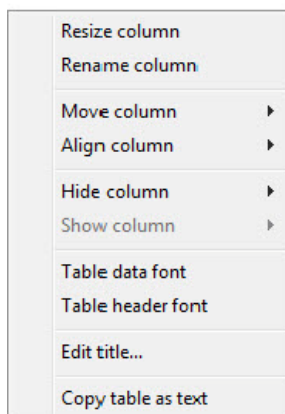 Resize column
Rename column
Move column
Align column
Hide column
Show column
Table data font
Table header font
Edit title...
Copy table as text